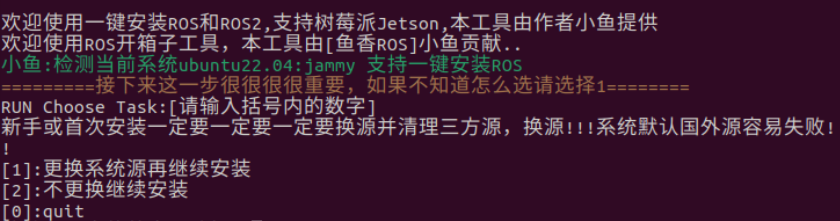 欢迎使用一键安装ROS和ROS2,支持树莓派Jetson,本工具由作者小鱼提供
欢迎使用ROS开箱子工具，本工具由[鱼香ROS]小鱼贡献..
小鱼:检测当前系统ubuntu22.04:jammy 支持一键安装ROS
=========接下来这一步很很很很重要，如果不知道怎么选请选择1========
RUN Choose Task:[请输入括号内的数字]
新手或首次安装一定要一定要一定要换源并清理三方源，换源!!!系统默认国外源容易失败!
!
[1]:更换系统源再继续安装
[2]:不更换继续安装
[0]:quit